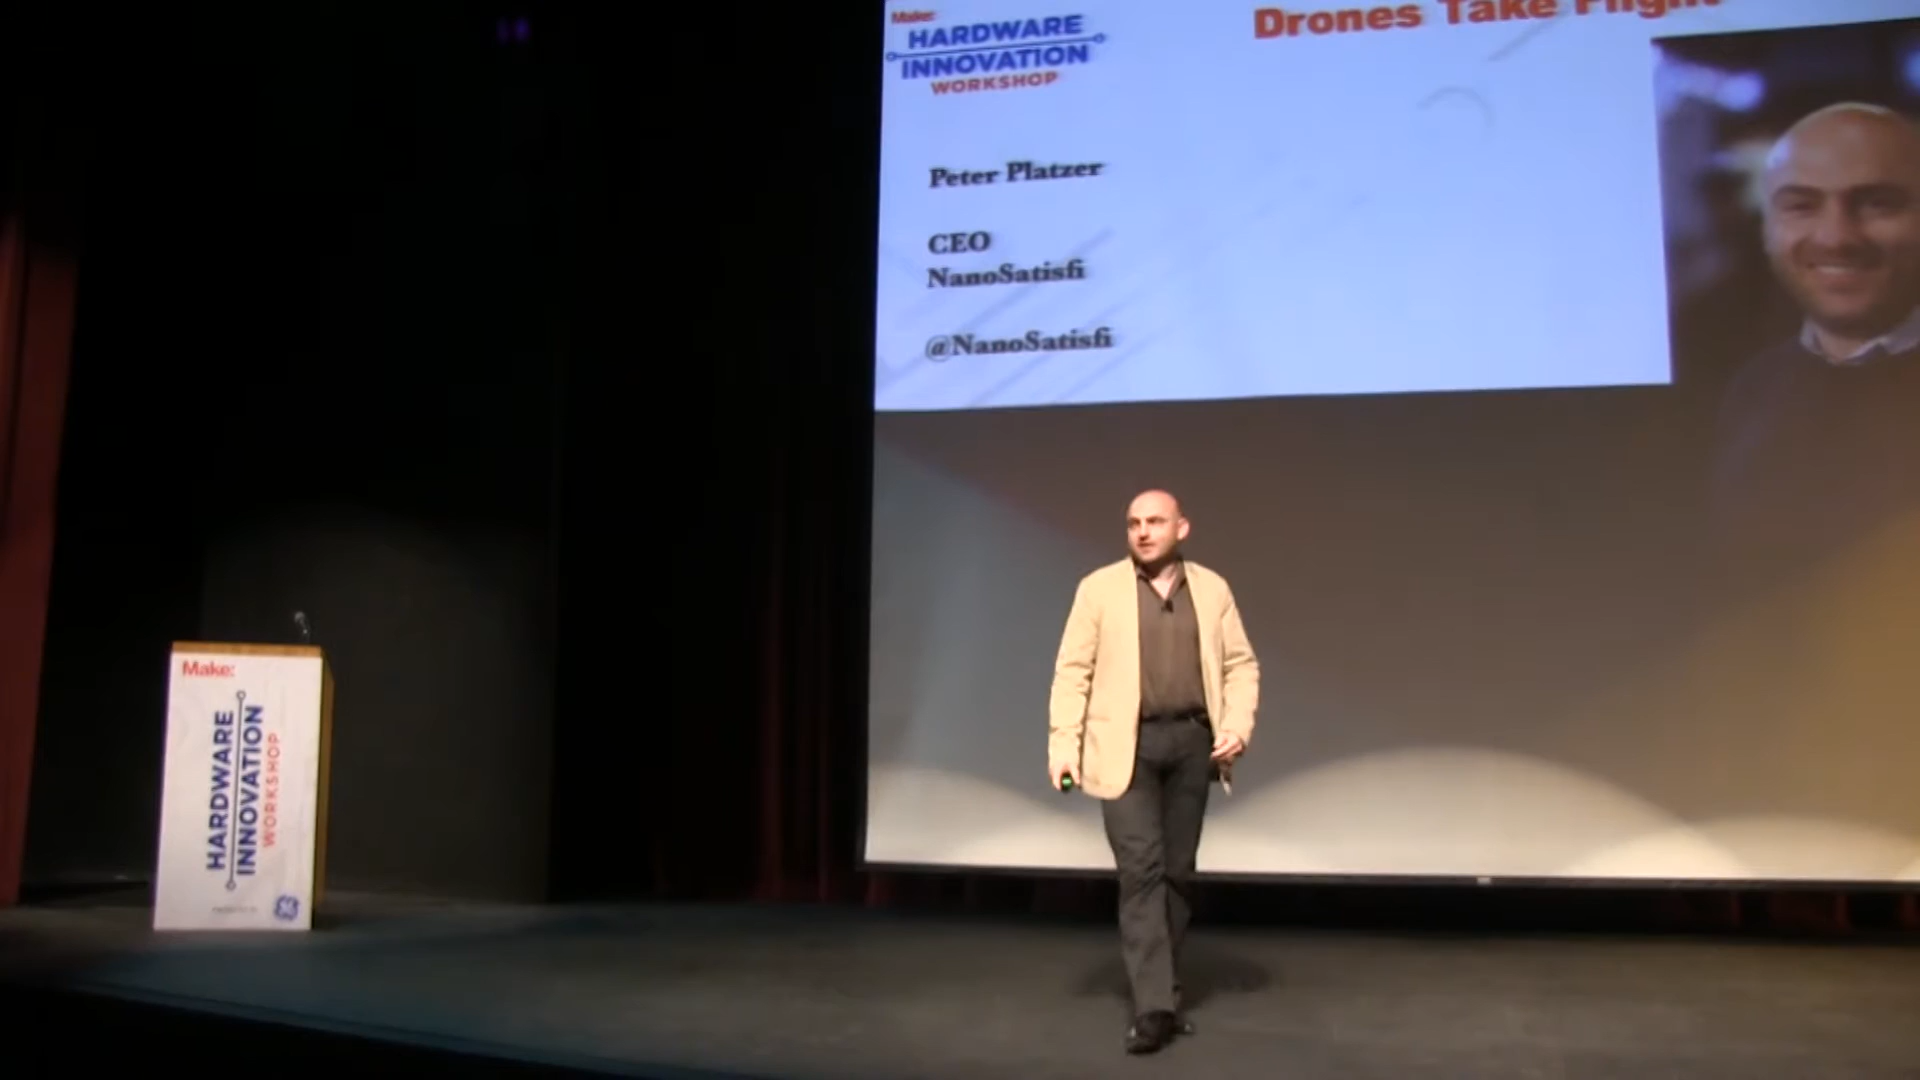 Make:
HARDWARE
INNOVATION
WORKSHOP
Drones Take Flight
Peter Platzer
CEO
NanoSatisfi
@NanoSatisfi
Make:
HARDWARE
INNOVATION
WORKSHOP